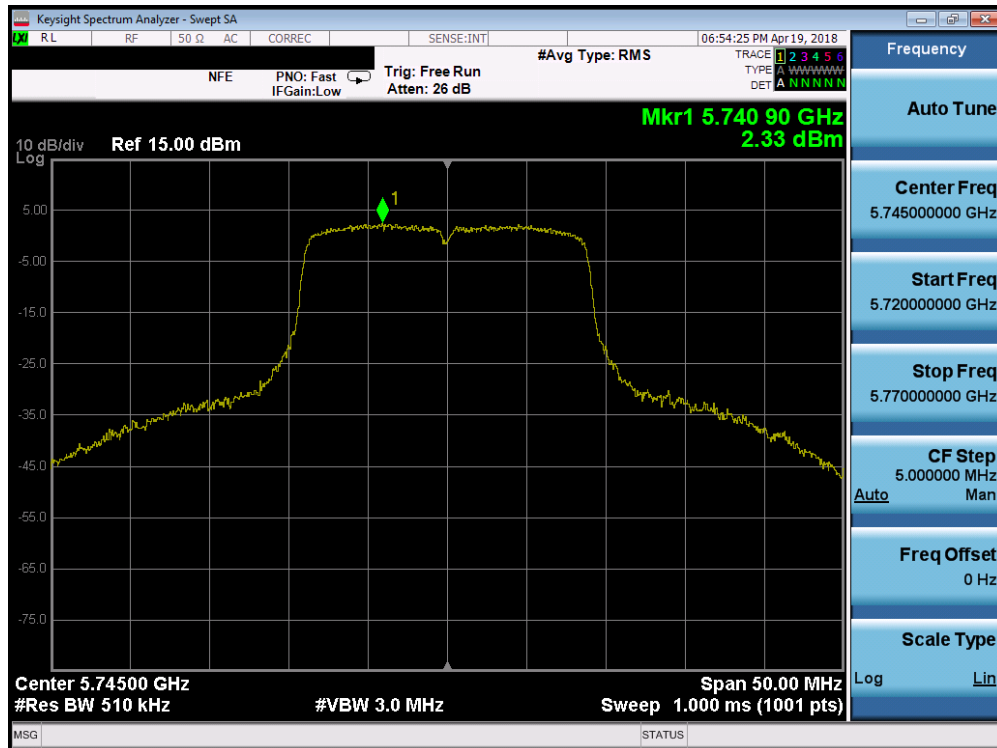 Keysight Spectrum Analyzer - Swept SA
LXI RL RF 50 Ω AC CORREC SENSE:INT 06:54:25 PM Apr 19, 2018
#Avg Type: RMS TRACE 1 2 3 4 5 6
NFE PNO: Fast Trig: Free Run TYPE A WWWWW
IFGain:Low Atten: 26 dB DET A N N N N N
Mkr1 5.740 90 GHz
2.33 dBm
10 dB/div Ref 15.00 dBm
Log
1
5.00
-5.00
-15.0
-25.0
-35.0
-45.0
-55.0
-65.0
-75.0
Center 5.74500 GHz Span 50.00 MHz
#Res BW 510 kHz #VBW 3.0 MHz Sweep 1.000 ms (1001 pts)
MSG STATUS
Frequency
Auto Tune
Center Freq
5.745000000 GHz
Start Freq
5.720000000 GHz
Stop Freq
5.770000000 GHz
CF Step
5.000000 MHz
Auto Man
Freq Offset
0 Hz
Scale Type
Log Lin